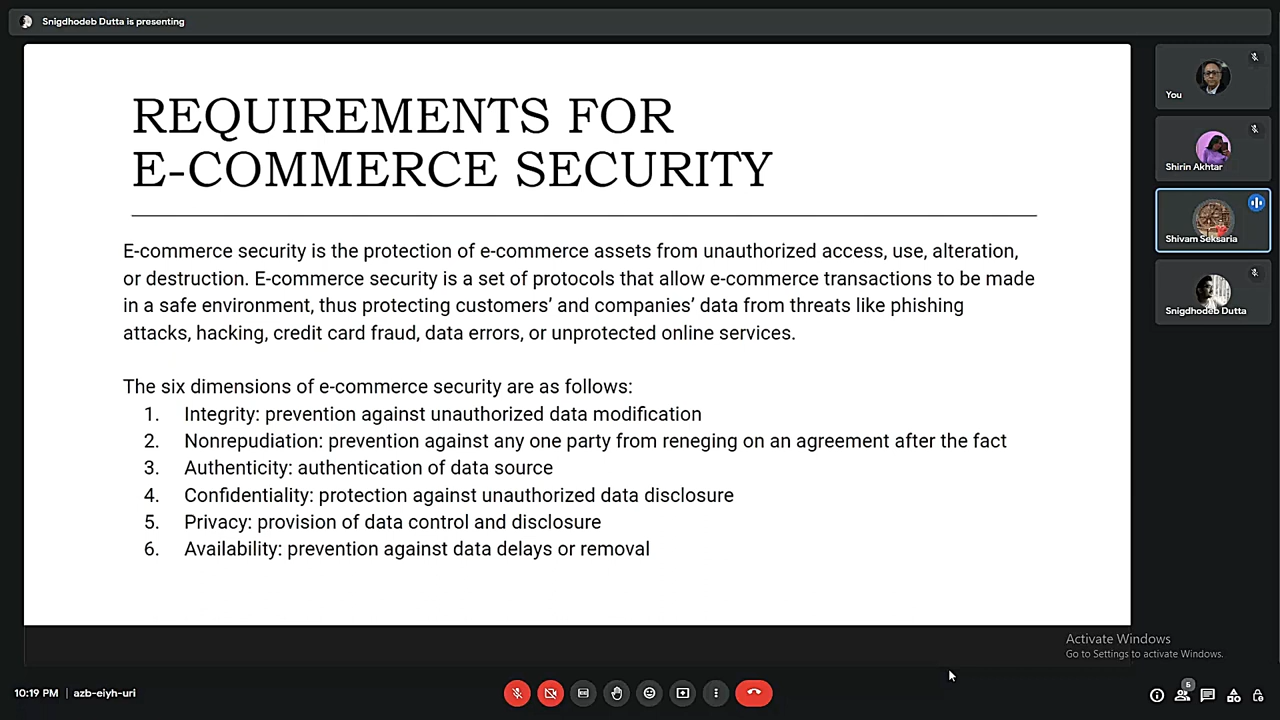 Snigdhodeb Dutta is presenting
REQUIREMENTS FOR
E-COMMERCE SECURITY
E-commerce security is the protection of e-commerce assets from unauthorized access, use, alteration,
or destruction. E-commerce security is a set of protocols that allow e-commerce transactions to be made
in a safe environment, thus protecting customers’ and companies’ data from threats like phishing
attacks, hacking, credit card fraud, data errors, or unprotected online services.
The six dimensions of e-commerce security are as follows:
1. Integrity: prevention against unauthorized data modification
2. Nonrepudiation: prevention against any one party from reneging on an agreement after the fact
3. Authenticity: authentication of data source
4. Confidentiality: protection against unauthorized data disclosure
5. Privacy: provision of data control and disclosure
6. Availability: prevention against data delays or removal
You
Shirin Akhtar
Shivam Seksaria
Snigdhodeb Dutta
Activate Windows
Go to Settings to activate Windows.
10:19 PM | azb-eiyh-uri
6